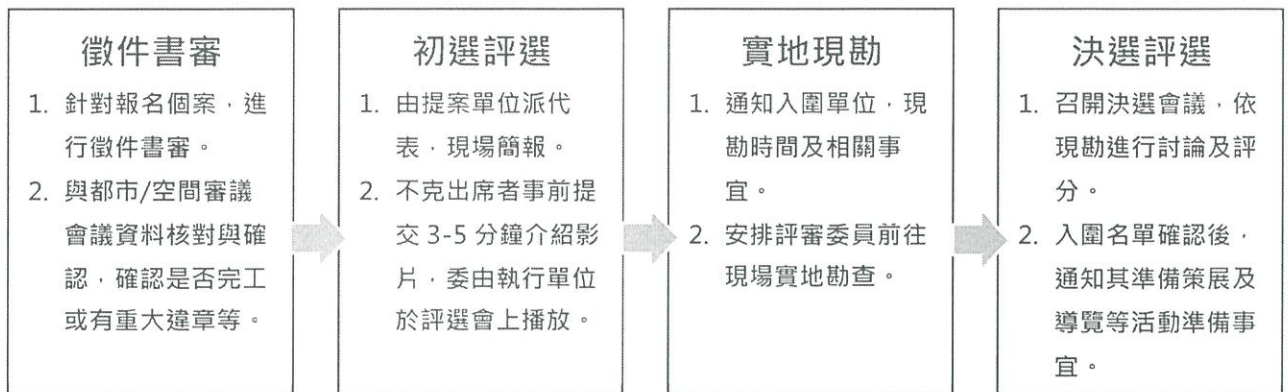 徵件書審
1. 針對報名個案，進
行徵件書審。
2. 與都市/空間審議
會議資料核對與確
認，確認是否完工
或有重大違章等。
初選評選
1. 由提案單位派代
表，現場簡報。
2. 不克出席者事前提
交 3-5 分鐘介紹影
片，委由執行單位
於評選會上播放。
實地現勘
1. 通知入圍單位，現
勘時間及相關事
宜。
2. 安排評審委員前往
現場實地勘查。
決選評選
1. 召開決選會議，依
現勘進行討論及評
分。
2. 入圍名單確認後，
通知其準備策展及
導覽等活動準備事
宜。